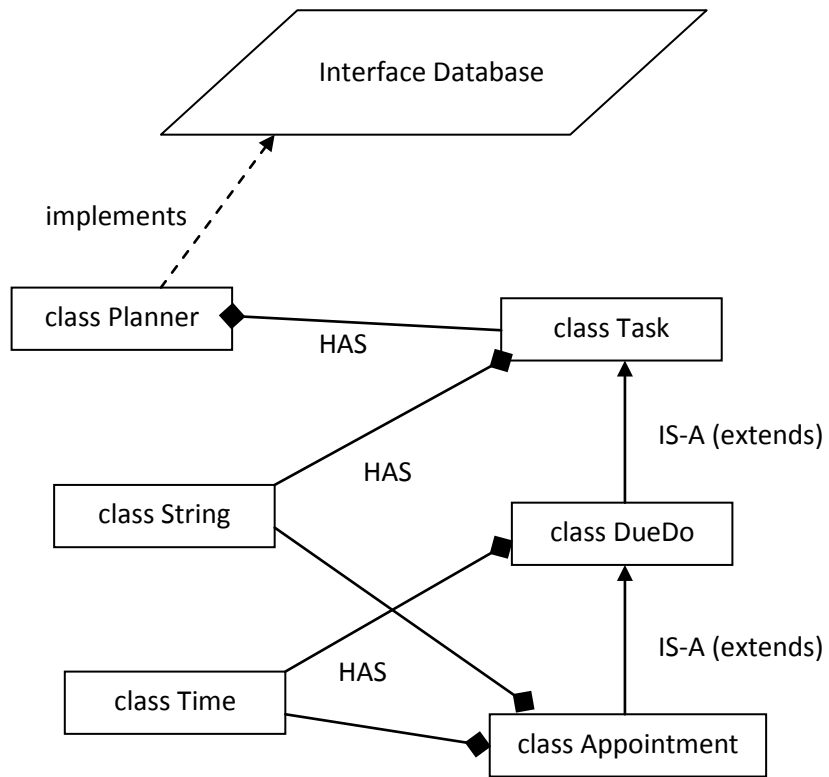 Interface Database
implements
class Planner
class Task
HAS
IS-A (extends)
HAS
class String
class DueDo
IS-A (extends)
HAS
class Time
class Appointment